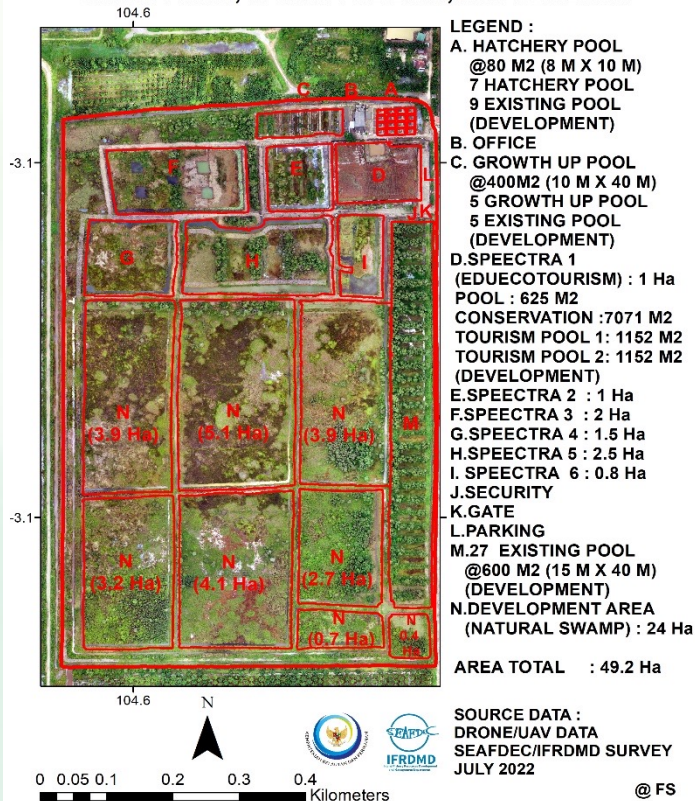 104.6
LEGEND :
A. HATCHERY POOL
@80 M2 (8 M X 10 M)
7 HATCHERY POOL
9 EXISTING POOL
(DEVELOPMENT)
B. OFFICE
C. GROWTH UP POOL
@400M2 (10 M X 40 M)
5 GROWTH UP POOL
5 EXISTING POOL
(DEVELOPMENT)
D.SPEECTRA 1
(EDUECOTOURISM) : 1 Ha
POOL : 625 M2
CONSERVATION :7071 M2
TOURISM POOL 1: 1152 M2
TOURISM POOL 2: 1152 M2
(DEVELOPMENT)
E.SPEECTRA 2 : 1 Ha
F.SPEECTRA 3 : 2 Ha
G.SPEECTRA 4 : 1.5 Ha
H.SPEECTRA 5 : 2.5 Ha
I. SPEECTRA 6 : 0.8 Ha
J.SECURITY
K.GATE
L.PARKING
M.27 EXISTING POOL
@600 M2 (15 M X 40 M)
(DEVELOPMENT)
N.DEVELOPMENT AREA
(NATURAL SWAMP) : 24 Ha
AREA TOTAL : 49.2 Ha
SOURCE DATA :
DRONE/UAV DATA
SEAFDEC/IFRDMD SURVEY
JULY 2022
@ FS
C B A
-3.1
F E D L
J K
G H I
N
(3.9 Ha)
N
(5.1 Ha)
N
(3.9 Ha)
M
-3.1
N
(3.2 Ha)
N
(4.1 Ha)
N
(2.7 Ha)
N
(0.7 Ha)
N
0.4
Ha
104.6
N
SEAFDEC
IFRDMD
0 0.05 0.1 0.2 0.3 0.4
Kilometers